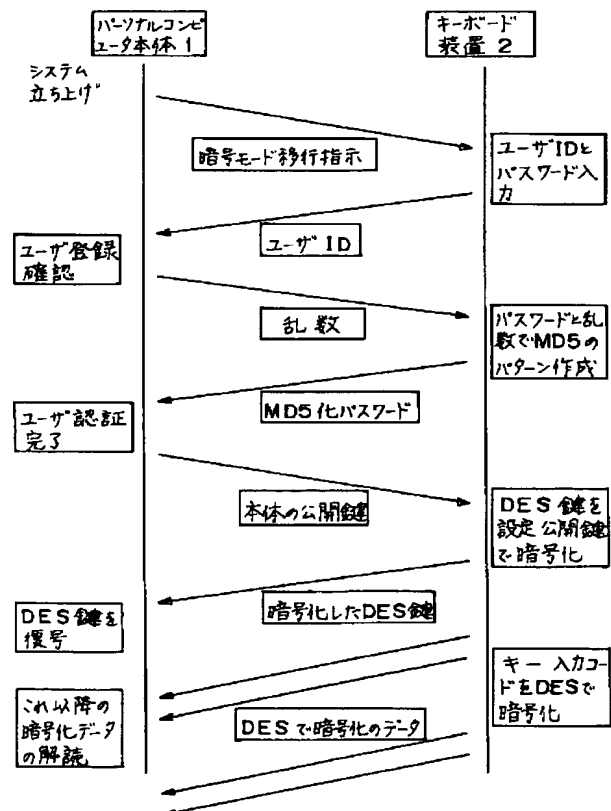 パーソナルコンピ
ュータ本体 1
キーボード
装置 2
システム
立ち上げ
暗号モード移行指示
ユーザIDと
パスワード入
力
ユーザ ID
ユーザ登録
確認
乱数
パスワードと乱
数でMD5の
パターン作成
MD5化パスワード
ユーザ認証
完了
本体の公開鍵
DES 鍵を
設定公開鍵
で暗号化
暗号化したDES鍵
DES鍵を
復号
キー入力コー
ドをDESで
暗号化
これ以降の
暗号化データ
の解読
DESで暗号化のデータ